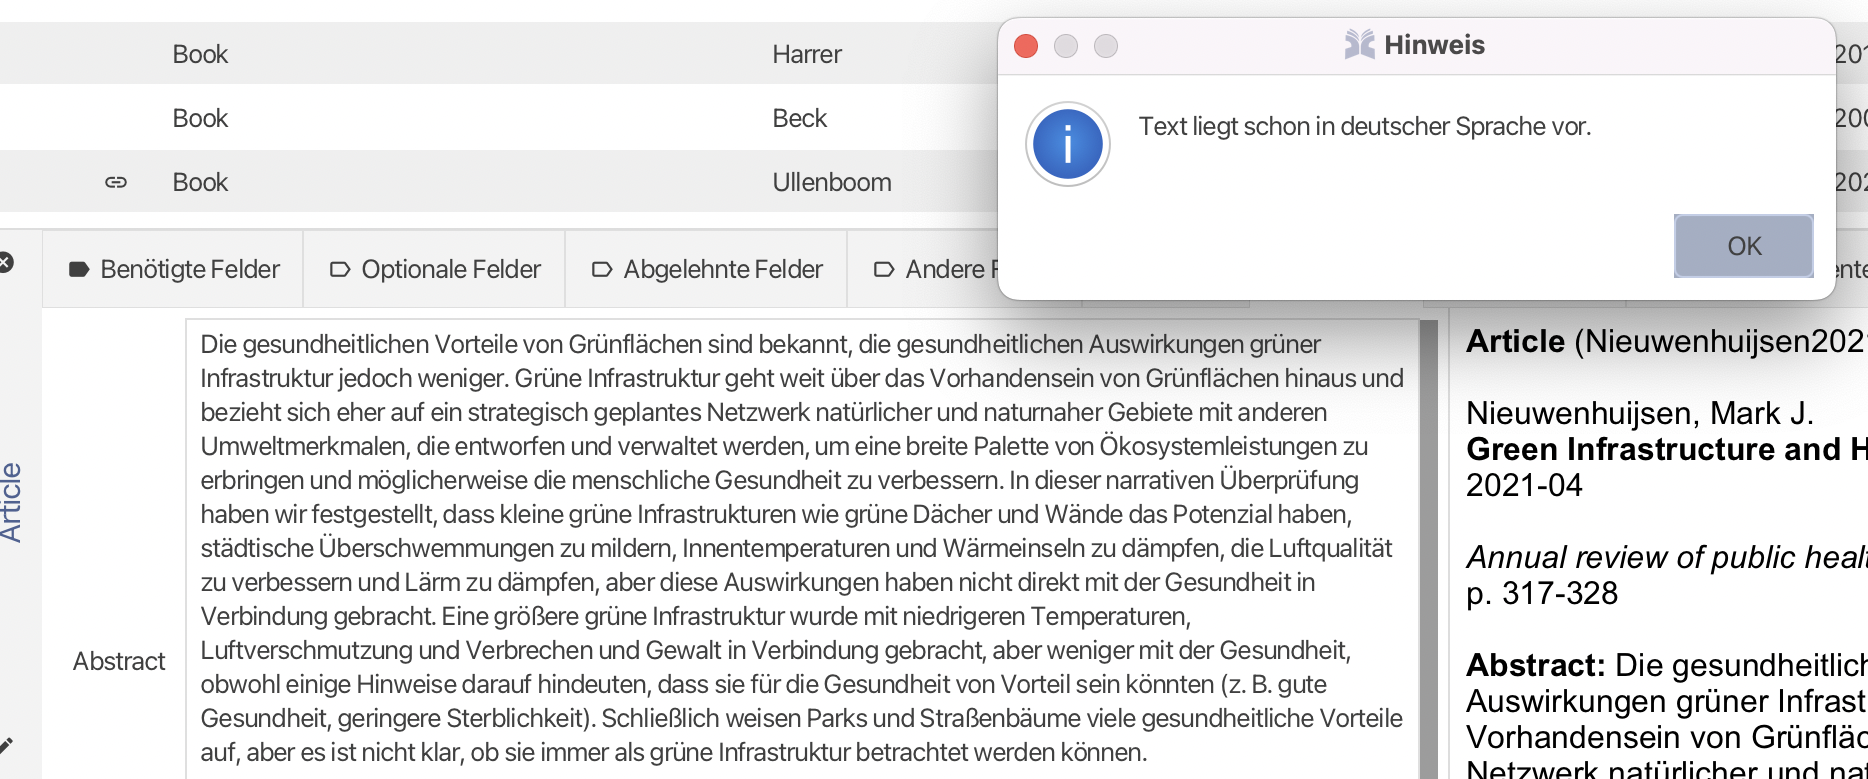 Book Harrer
Book Beck
Book Ullenboom
Hinweis
Text liegt schon in deutscher Sprache vor.
OK
Benötigte Felder Optionale Felder Abgelehnte Felder Andere
Article
Abstract
Die gesundheitlichen Vorteile von Grünflächen sind bekannt, die gesundheitlichen Auswirkungen grüner
Infrastruktur jedoch weniger. Grüne Infrastruktur geht weit über das Vorhandensein von Grünflächen hinaus und
bezieht sich eher auf ein strategisch geplantes Netzwerk natürlicher und naturnaher Gebiete mit anderen
Umweltmerkmalen, die entworfen und verwaltet werden, um eine breite Palette von Ökosystemleistungen zu
erbringen und möglicherweise die menschliche Gesundheit zu verbessern. In dieser narrativen Überprüfung
haben wir festgestellt, dass kleine grüne Infrastrukturen wie grüne Dächer und Wände das Potenzial haben,
städtische Überschwemmungen zu mildern, Innentemperaturen und Wärmeinseln zu dämpfen, die Luftqualität
zu verbessern und Lärm zu dämpfen, aber diese Auswirkungen haben nicht direkt mit der Gesundheit in
Verbindung gebracht. Eine größere grüne Infrastruktur wurde mit niedrigeren Temperaturen,
Luftverschmutzung und Verbrechen und Gewalt in Verbindung gebracht, aber weniger mit der Gesundheit,
obwohl einige Hinweise darauf hindeuten, dass sie für die Gesundheit von Vorteil sein könnten (z. B. gute
Gesundheit, geringere Sterblichkeit). Schließlich weisen Parks und Straßenbäume viele gesundheitliche Vorteile
auf, aber es ist nicht klar, ob sie immer als grüne Infrastruktur betrachtet werden können.
Article (Nieuwenhuijsen202
Nieuwenhuijsen, Mark J.
Green Infrastructure and H
2021-04
Annual review of public healt
p. 317-328
Abstract: Die gesundheitlich
Auswirkungen grüner Infrast
Vorhandensein von Grünfläc
Netzwerk natürlicher und nat